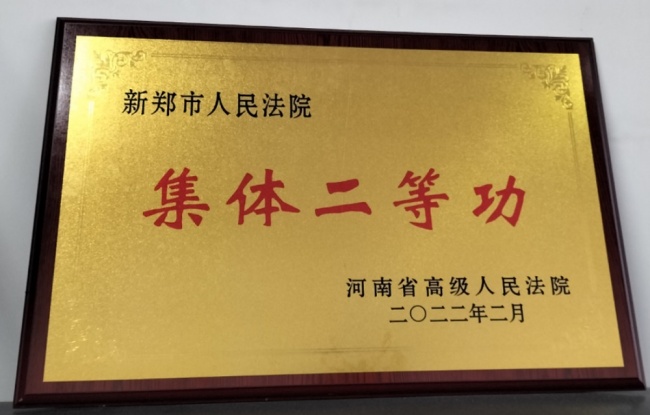 新郑市人民法院
集体二等功
河南省高级人民法院
二〇二二年二月